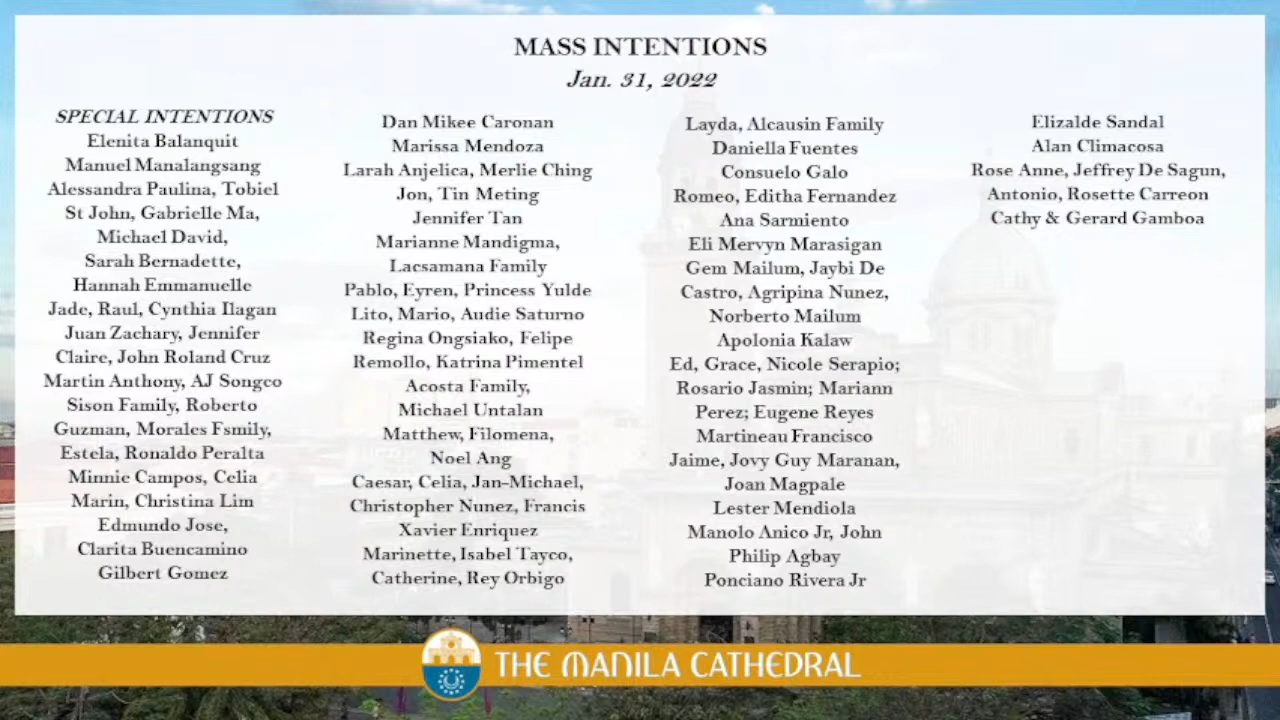 MASS INTENTIONS
Jan. 31, 2022
SPECIAL INTENTIONS
Elenita Balanquit
Manuel Manalangsang
Alessandra Paulina, Tobiel
St John, Gabrielle Ma,
Michael David,
Sarah Bernadette,
Hannah Emmanuelle
Jade, Raul, Cynthia Ilagan
Juan Zachary, Jennifer
Claire, John Roland Cruz
Martin Anthony, AJ Songco
Sison Family, Roberto
Guzman, Morales Fsmily,
Estela, Ronaldo Peralta
Minnie Campos, Celia
Marin, Christina Lim
Edmundo Jose,
Clarita Buencamino
Gilbert Gomez
Dan Mikee Caronan
Marissa Mendoza
Larah Anjelica, Merlie Ching
Jon, Tin Meting
Jennifer Tan
Marianne Mandigma,
Lacsamana Family
Pablo, Eyren, Princess Yulde
Lito, Mario, Audie Saturno
Regina Ongsiako, Felipe
Remollo, Katrina Pimentel
Acosta Family,
Michael Untalan
Matthew, Filomena,
Noel Ang
Caesar, Celia, Jan-Michael,
Christopher Nunez, Francis
Xavier Enriquez
Marinette, Isabel Tayco,
Catherine, Rey Orbigo
Layda, Alcausin Family
Daniella Fuentes
Consuelo Galo
Romeo, Editha Fernandez
Ana Sarmiento
Eli Mervyn Marasigan
Gem Mailum, Jaybi De
Castro, Agripina Nunez,
Norberto Mailum
Apolonia Kalaw
Ed, Grace, Nicole Serapio;
Rosario Jasmin; Mariann
Perez; Eugene Reyes
Martineau Francisco
Jaime, Jovy Guy Maranan,
Joan Magpale
Lester Mendiola
Manolo Anico Jr, John
Philip Agbay
Ponciano Rivera Jr
Elizalde Sandal
Alan Climacosa
Rose Anne, Jeffrey De Sagun,
Antonio, Rosette Carreon
Cathy & Gerard Gamboa
THE MANILA CATHEDRAL